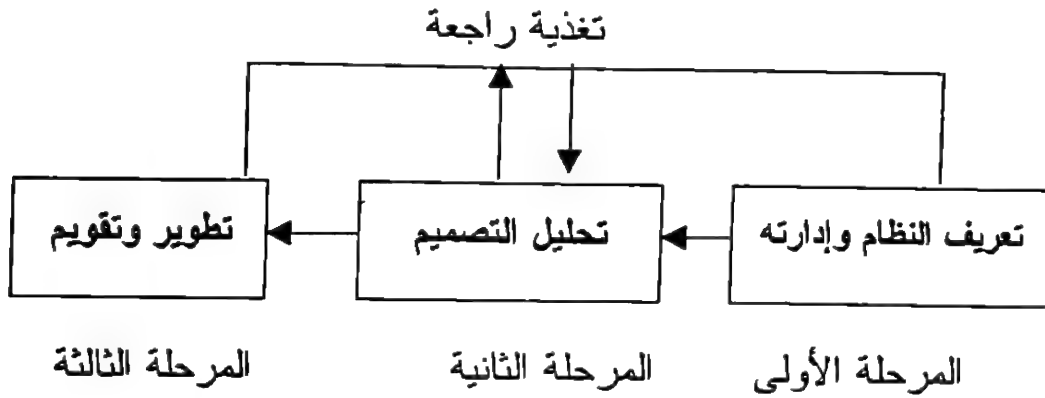 تغذية راجعة
تعريف النظام وإدارته
تحليل التصميم
تطوير وتقويم
المرحلة الأولى
المرحلة الثانية
المرحلة الثالثة